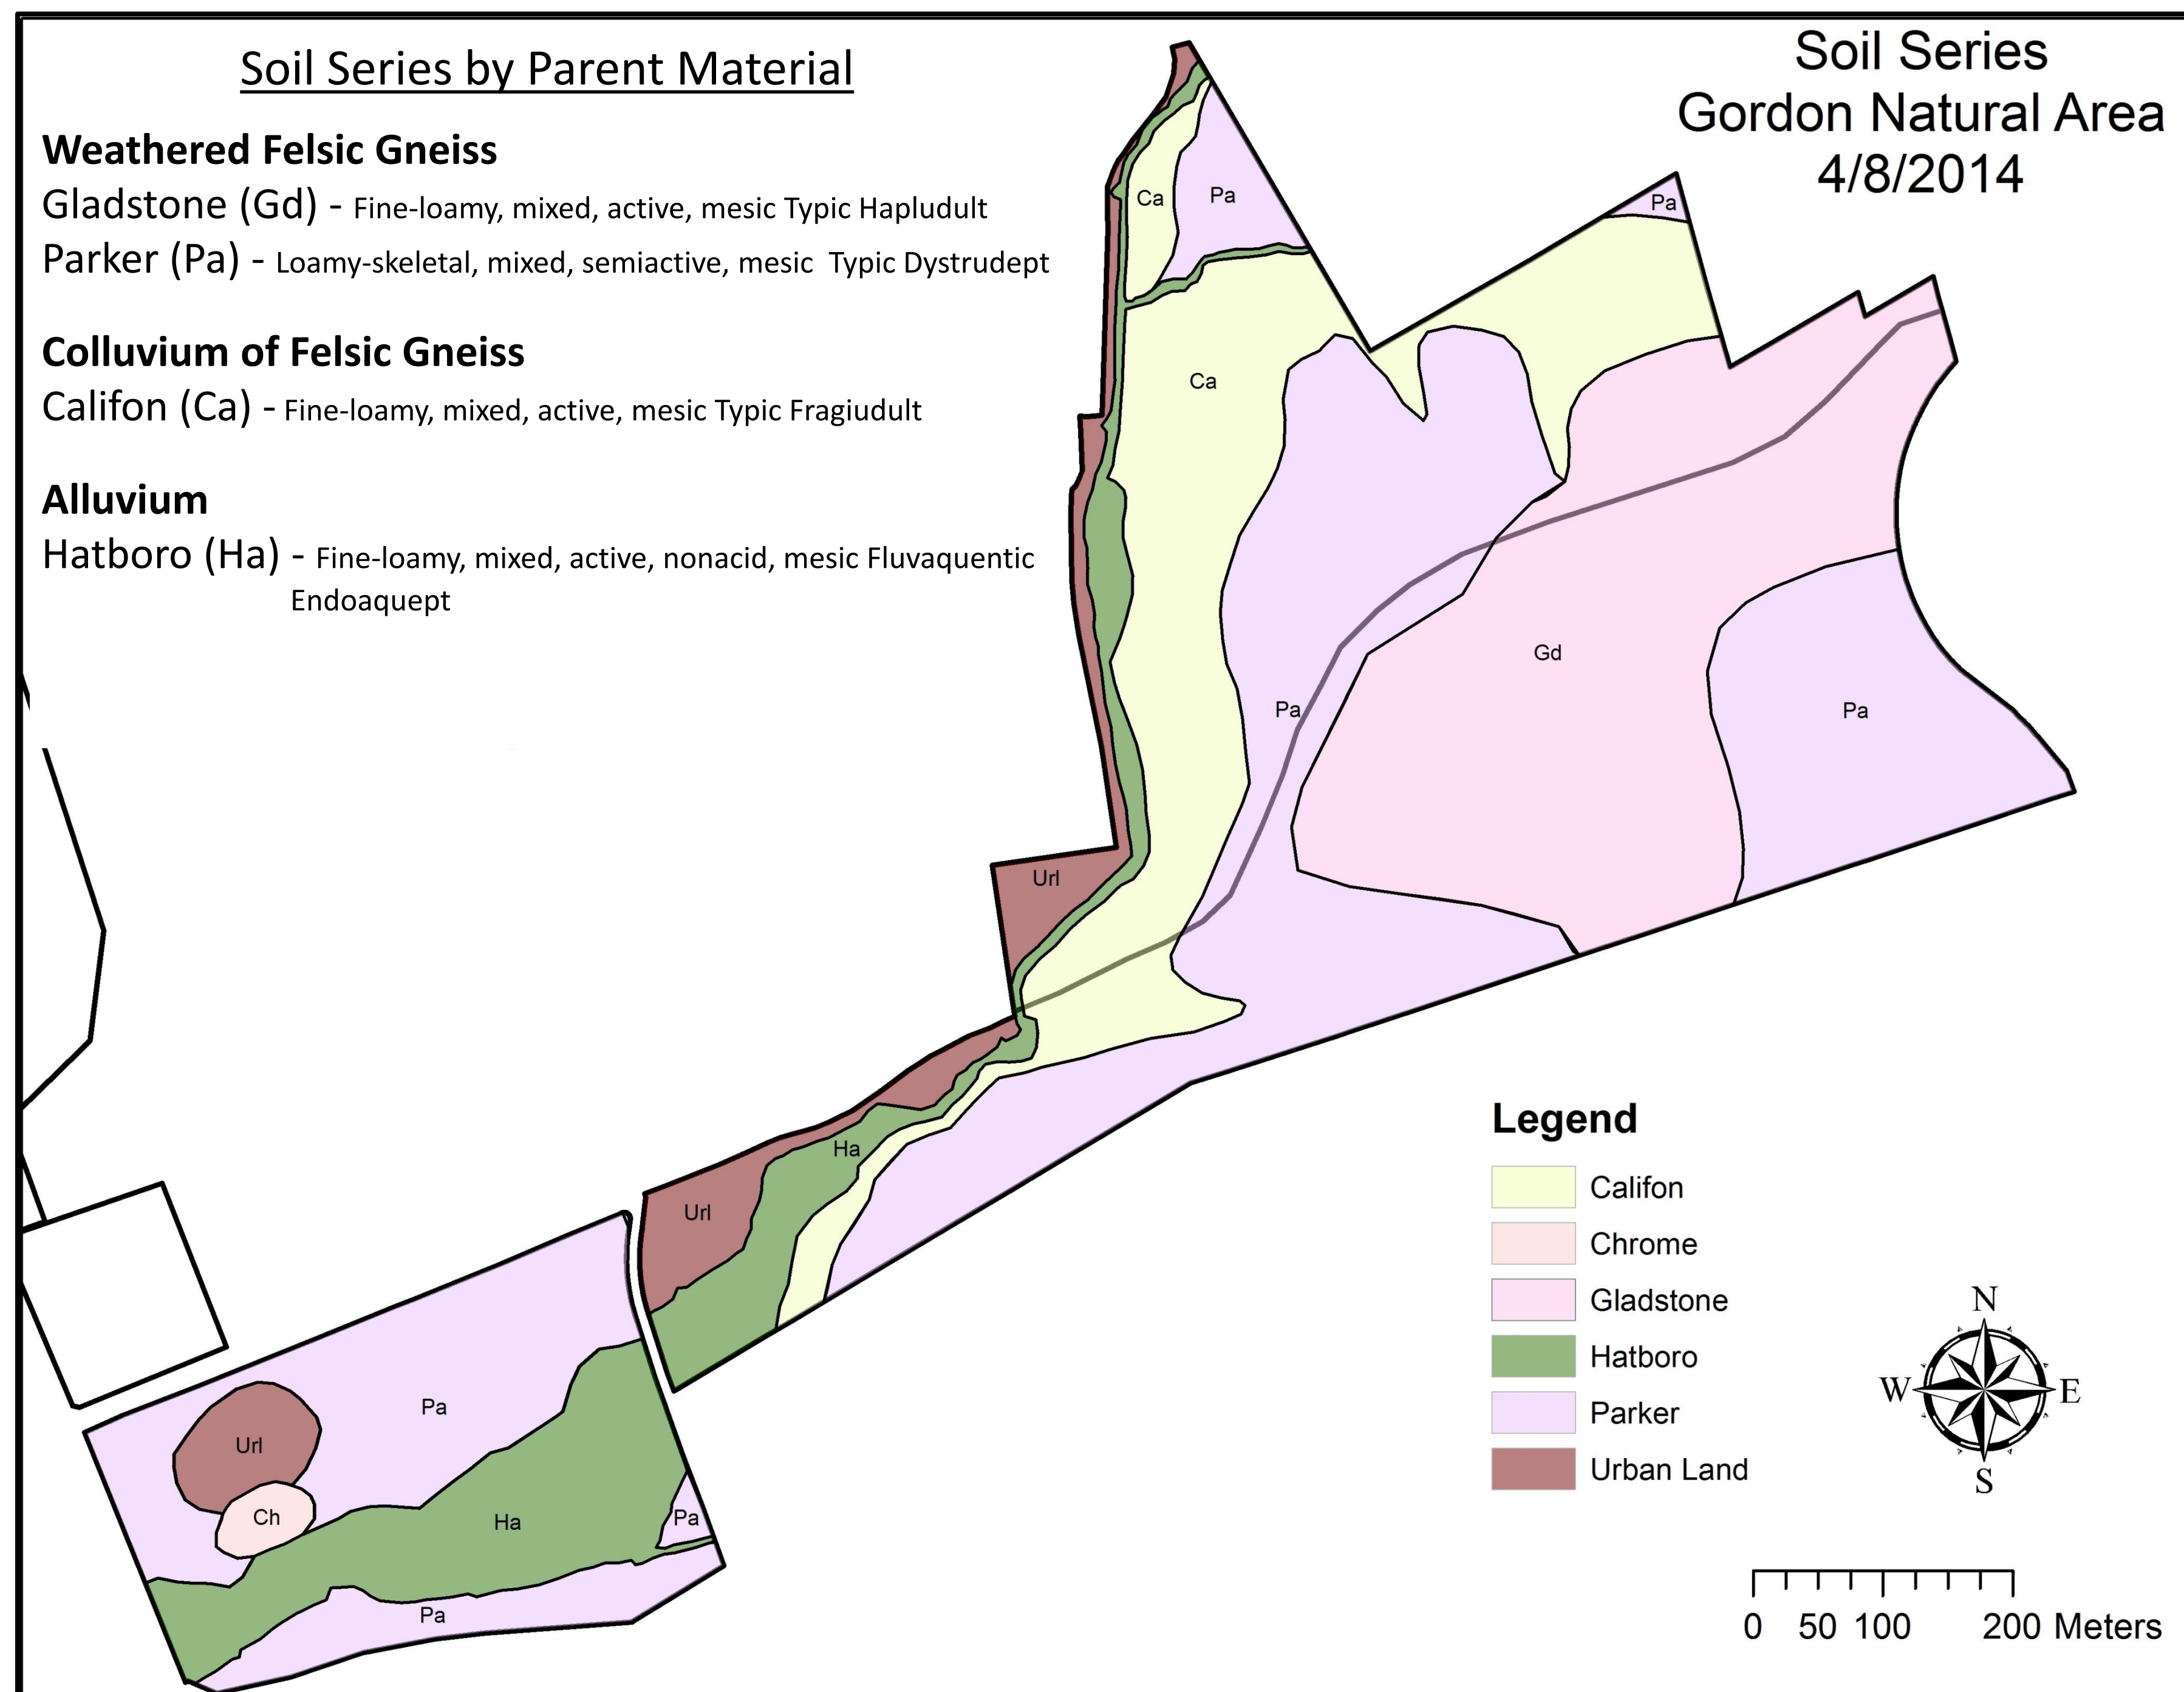 Soil Series by Parent Material
Weathered Felsic Gneiss
Gladstone (Gd) - Fine-loamy, mixed, active, mesic Typic Hapludult
Parker (Pa) - Loamy-skeletal, mixed, semiactive, mesic  Typic Dystrudept
Colluvium of Felsic Gneiss
Califon (Ca) - Fine-loamy, mixed, active, mesic Typic Fragiudult
Alluvium
Hatboro (Ha) - Fine-loamy, mixed, active, nonacid, mesic Fluvaquentic
Endoaquept
Soil Series
Gordon Natural Area
4/8/2014
Ca
Pa
Pa
Ca
Gd
Pa
Pa
Url
Ha
Url
Pa
Url
Ch
Ha
Pa
Pa
Legend
Califon
Chrome
Gladstone
Hatboro
Parker
Urban Land
N
W
E
S
0 50 100 200 Meters